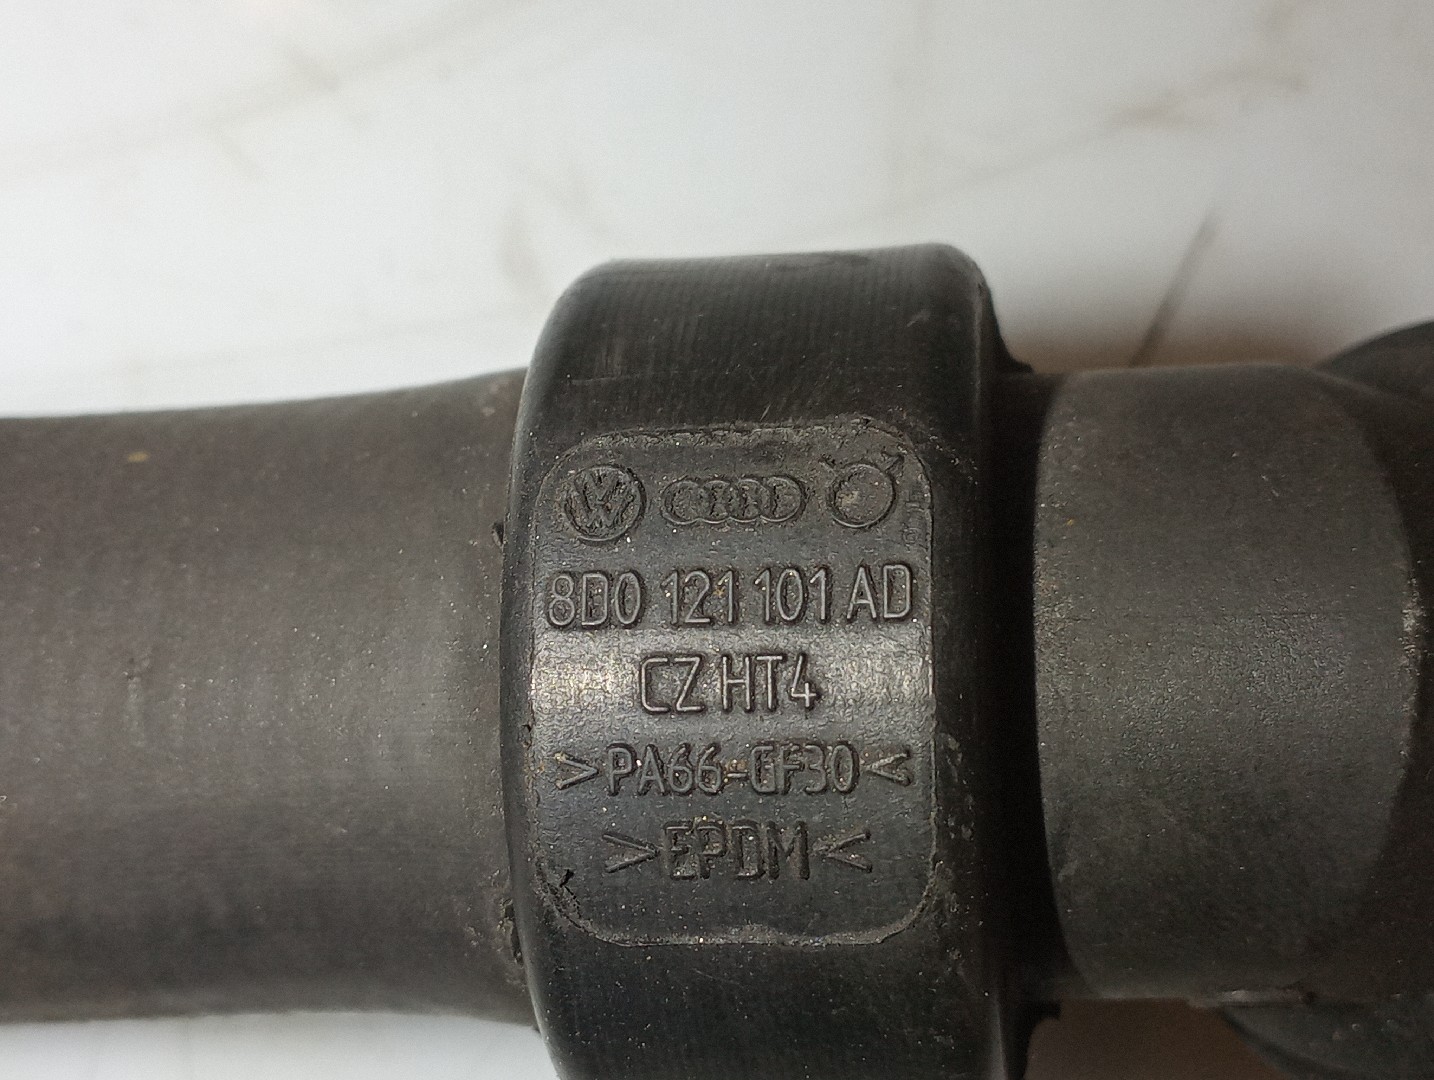 8D0 121 101 AD
CZ HT4
>PA66-GF30<
>EPDM<